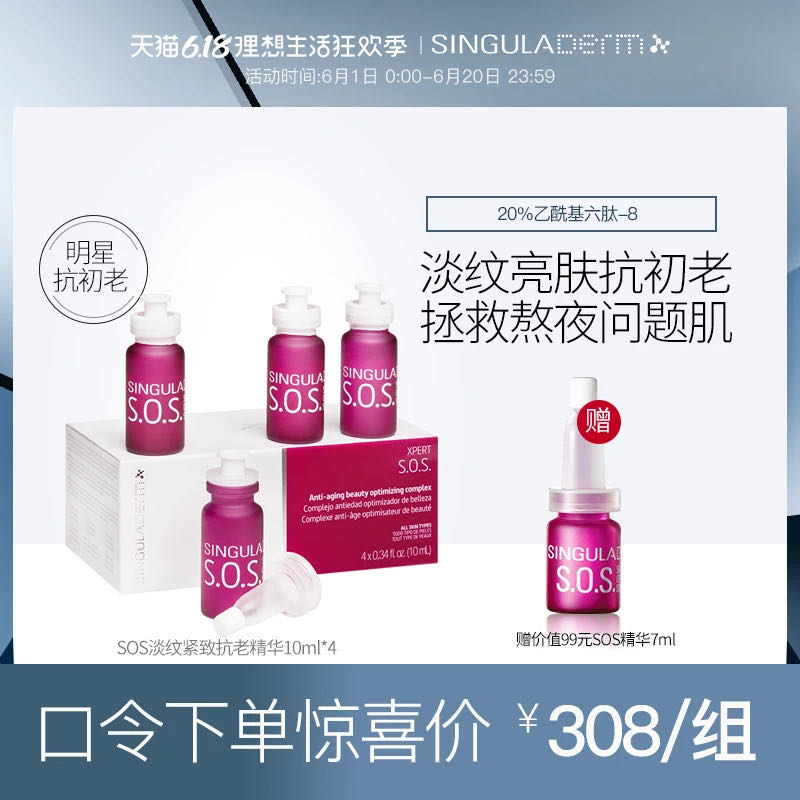 天猫6.18理想生活狂欢季 | SINGULADERM
活动时间:6月1日 0:00-6月20日 23:59
20%乙酰基六肽-8
明星
抗初老
淡纹亮肤抗初老
拯救熬夜问题肌
SINGULAD
S.O.S.
SINGULAD
S.O.S.
SINGULAD
S.O.S.
XPERT
S.O.S.
Anti-aging beauty optimizing complex
Complejo antiedad optimizador de belleza
Complexe anti-âge optimisateur de beauté
ALL SKIN TYPES
TODO TIPO DE PIELES
TOUT TYPE DE PEAUX
4 x 0.34 fl.oz. (10 mL)
SINGULADERM
SINGULAD
S.O.S.
赠
SINGULAD
S.O.S.
SOS淡纹紧致抗老精华10ml*4
赠价值99元SOS精华7ml
口令下单惊喜价 ¥308/组